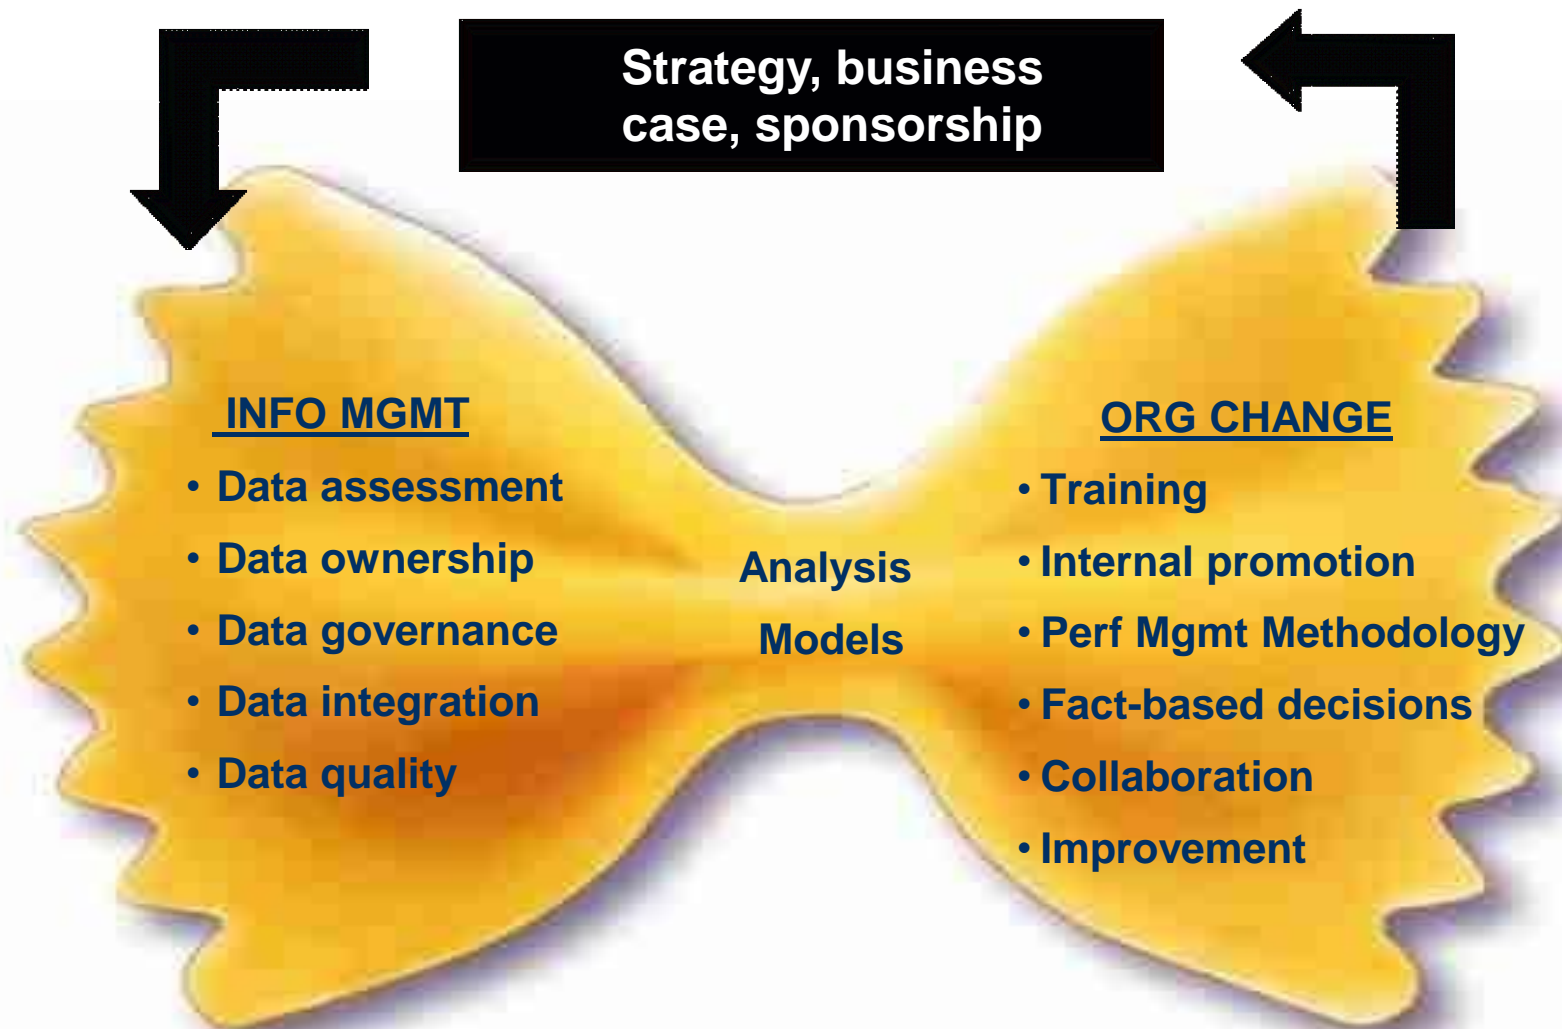 Strategy, business
case, sponsorship
INFO MGMT
• Data assessment
• Data ownership
• Data governance
• Data integration
• Data quality
Analysis
Models
ORG CHANGE
• Training
• Internal promotion
• Perf Mgmt Methodology
• Fact-based decisions
• Collaboration
• Improvement